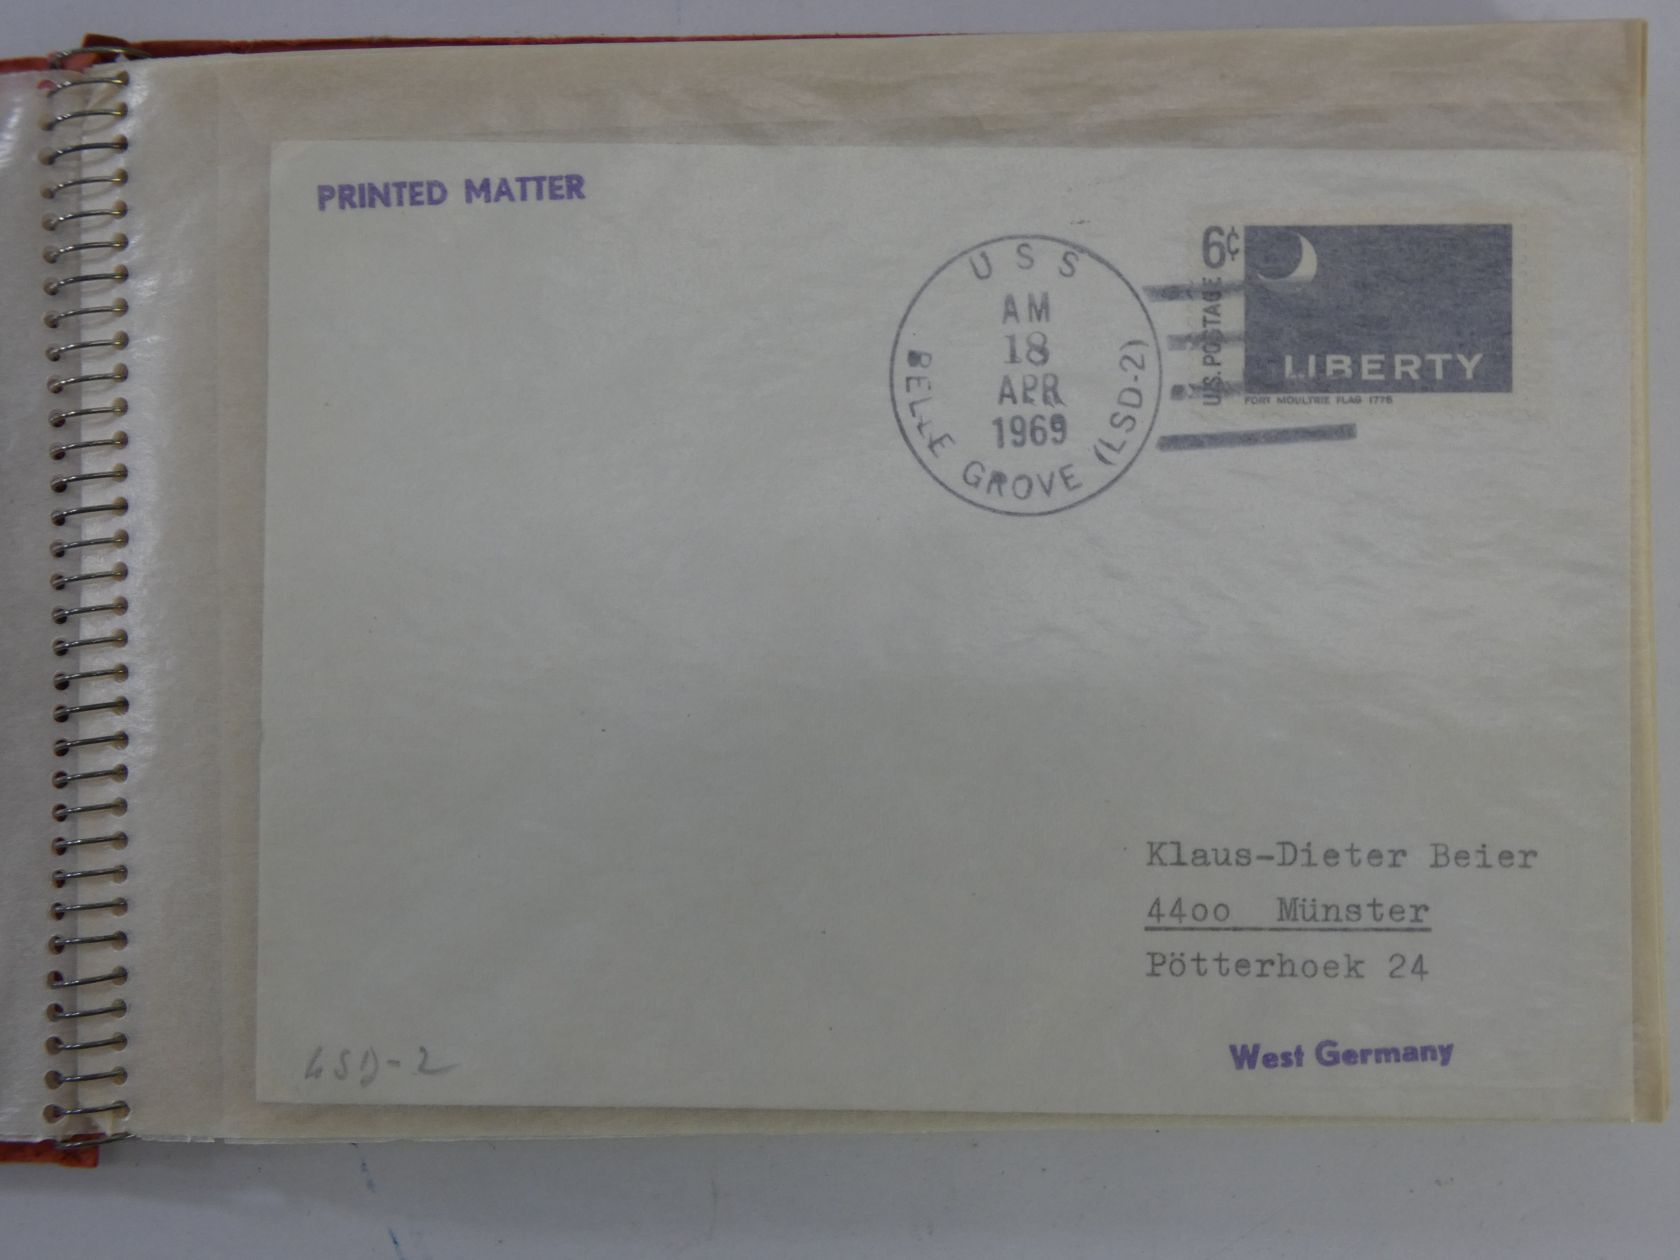 PRINTED MATTER
USS
BELLE GROVE (LSD-2)
AM
18
APR
1969
6¢
U.S. POSTAGE
LIBERTY
FORT MOULTRIE FLAG 1776
Klaus-Dieter Beier
4400 Münster
Pötterhoek 24
West Germany
LSD-2